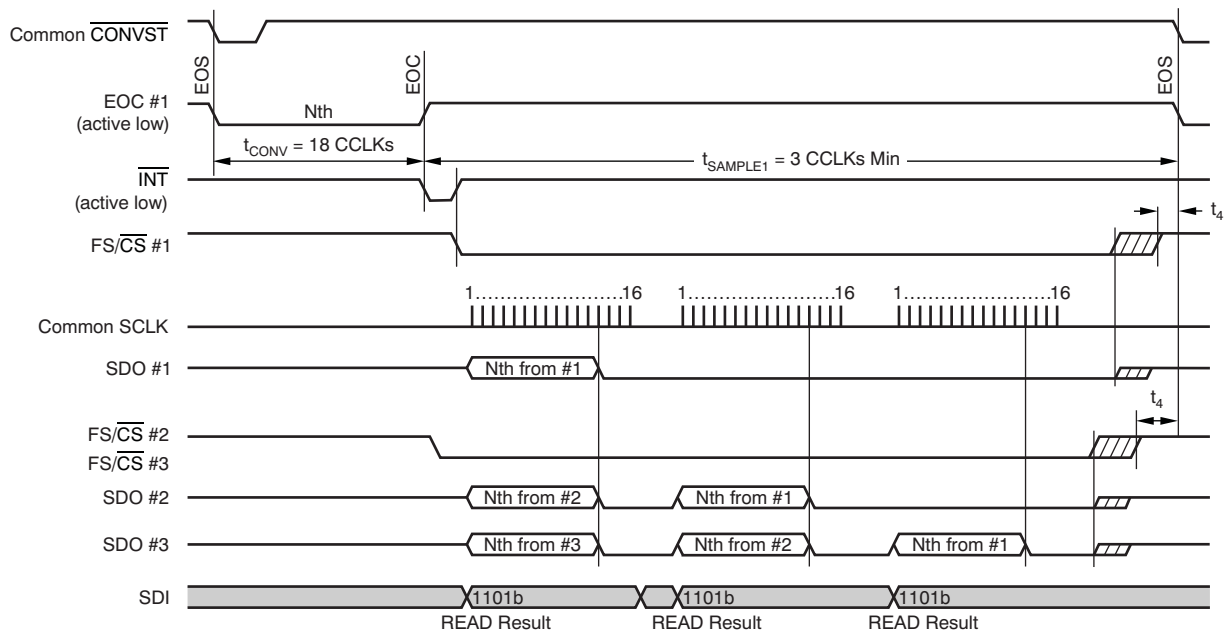 Common CONVST
EOS
EOC
EOS
EOC #1
(active low)
Nth
tCONV = 18 CCLKs
tSAMPLE1 = 3 CCLKs Min
INT
(active low)
t4
FS/CS #1
1.......................16
1.......................16
1.......................16
Common SCLK
SDO #1
Nth from #1
t4
FS/CS #2
FS/CS #3
SDO #2
Nth from #2
Nth from #1
SDO #3
Nth from #3
Nth from #2
Nth from #1
SDI
1101b
1101b
1101b
READ Result
READ Result
READ Result